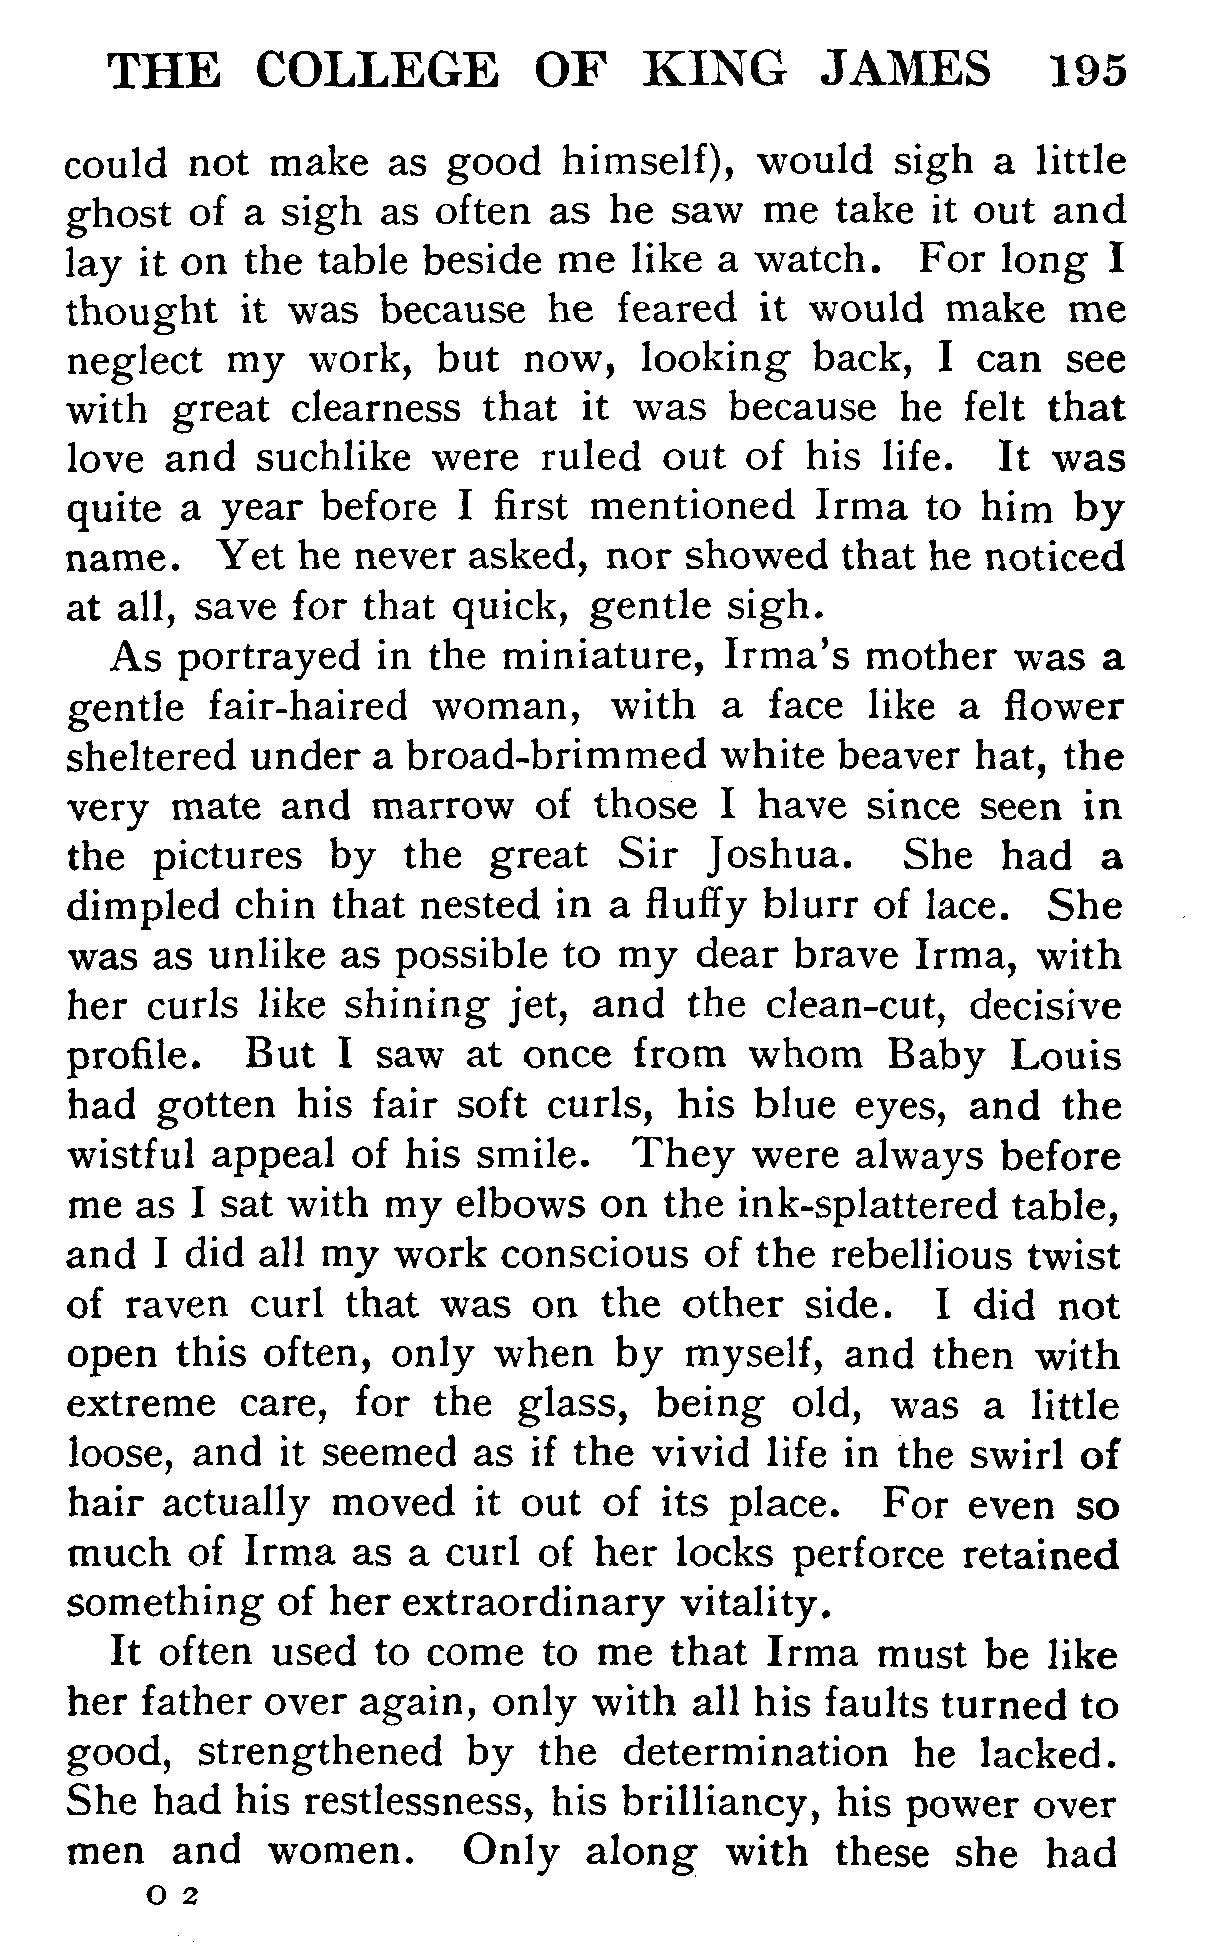 THE COLLEGE OF KING JAMES 195
could not make as good himself), would sigh a little
ghost of a sigh as often as he saw me take it out and
lay it on the table beside me like a watch. For long I
thought it was because he feared it would make me
neglect my work, but now, looking back, I can see
with great clearness that it was because he felt that
love and suchlike were ruled out of his life. It was
quite a year before I first mentioned Irma to him by
name. Yet he never asked, nor showed that he noticed
at all, save for that quick, gentle sigh.
As portrayed in the miniature, Irma's mother was a
gentle fair-haired woman, with a face like a flower
sheltered under a broad-brimmed white beaver hat, the
very mate and marrow of those I have since seen in
the pictures by the great Sir Joshua. She had a
dimpled chin that nested in a fluffy blurr of lace. She
was as unlike as possible to my dear brave Irma, with
her curls like shining jet, and the clean-cut, decisive
profile. But I saw at once from whom Baby Louis
had gotten his fair soft curls, his blue eyes, and the
wistful appeal of his smile. They were always before
me as I sat with my elbows on the ink-splattered table,
and I did all my work conscious of the rebellious twist
of raven curl that was on the other side. I did not
open this often, only when by myself, and then with
extreme care, for the glass, being old, was a little
loose, and it seemed as if the vivid life in the swirl of
hair actually moved it out of its place. For even so
much of Irma as a curl of her locks perforce retained
something of her extraordinary vitality.
It often used to come to me that Irma must be like
her father over again, only with all his faults turned to
good, strengthened by the determination he lacked.
She had his restlessness, his brilliancy, his power over
men and women. Only along with these she had
O 2